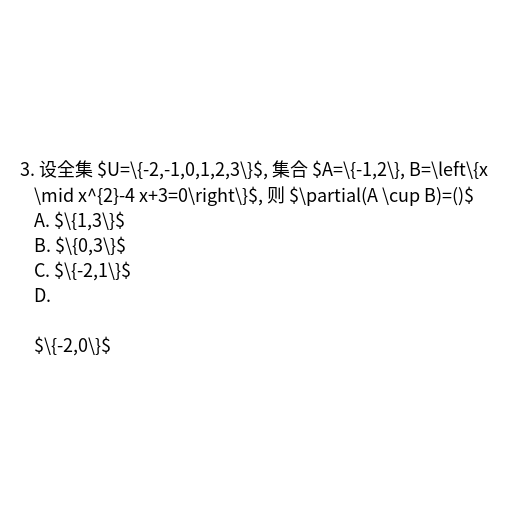 3. 设全集 $U=\{-2,-1,0,1,2,3\}$, 集合 $A=\{-1,2\}, B=\left\{x
\mid x^{2}-4 x+3=0\right\}$, 则 $\partial(A \cup B)=()$
A. $\{1,3\}$
B. $\{0,3\}$
C. $\{-2,1\}$
D.
$\{-2,0\}$